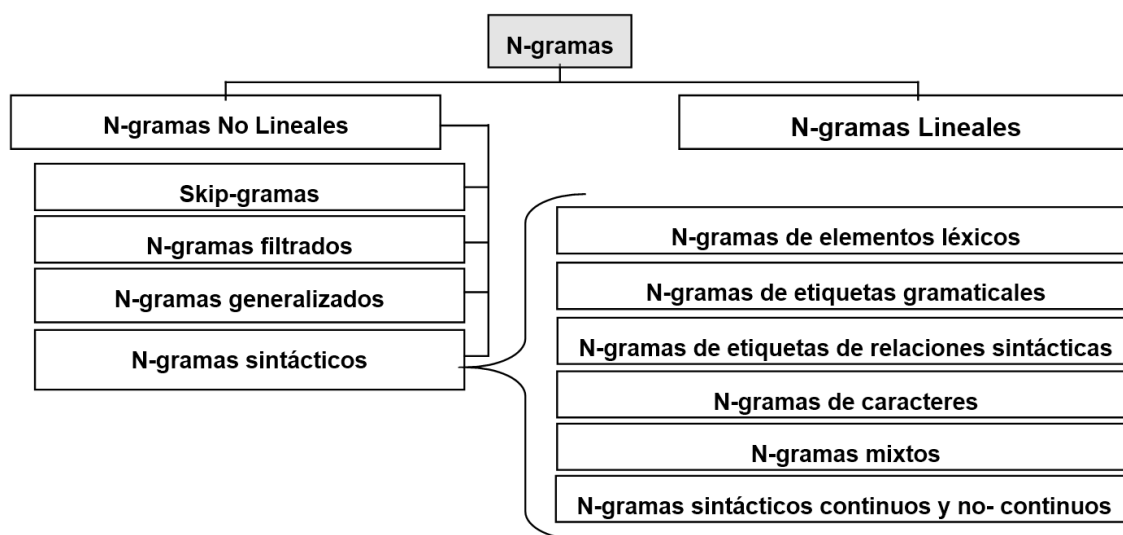 N-gramas
N-gramas No Lineales
N-gramas Lineales
Skip-gramas
N-gramas filtrados
N-gramas generalizados
N-gramas sintácticos
N-gramas de elementos léxicos
N-gramas de etiquetas gramaticales
N-gramas de etiquetas de relaciones sintácticas
N-gramas de caracteres
N-gramas mixtos
N-gramas sintácticos continuos y no- continuos